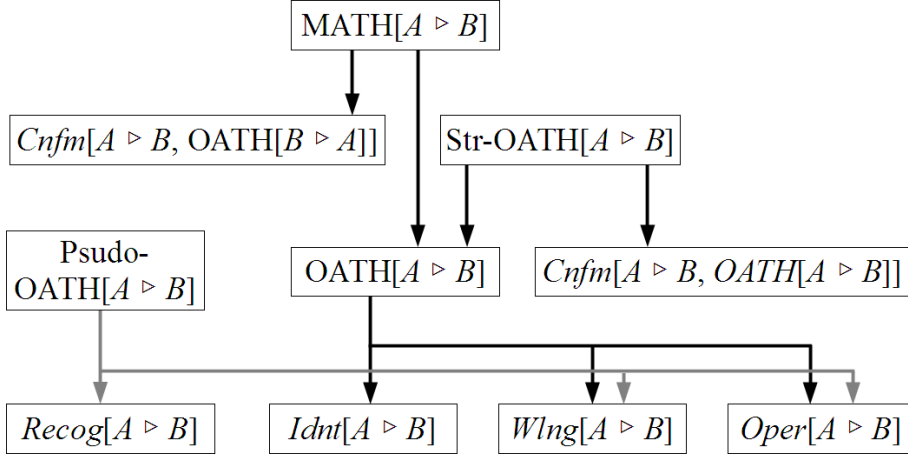 MATH[A ▷ B]
Cnfm[A ▷ B, OATH[B ▷ A]]
Str-OATH[A ▷ B]
Psudo-
OATH[A ▷ B]
OATH[A ▷ B]
Cnfm[A ▷ B, OATH[A ▷ B]]
Recog[A ▷ B]
Idnt[A ▷ B]
Wlng[A ▷ B]
Oper[A ▷ B]